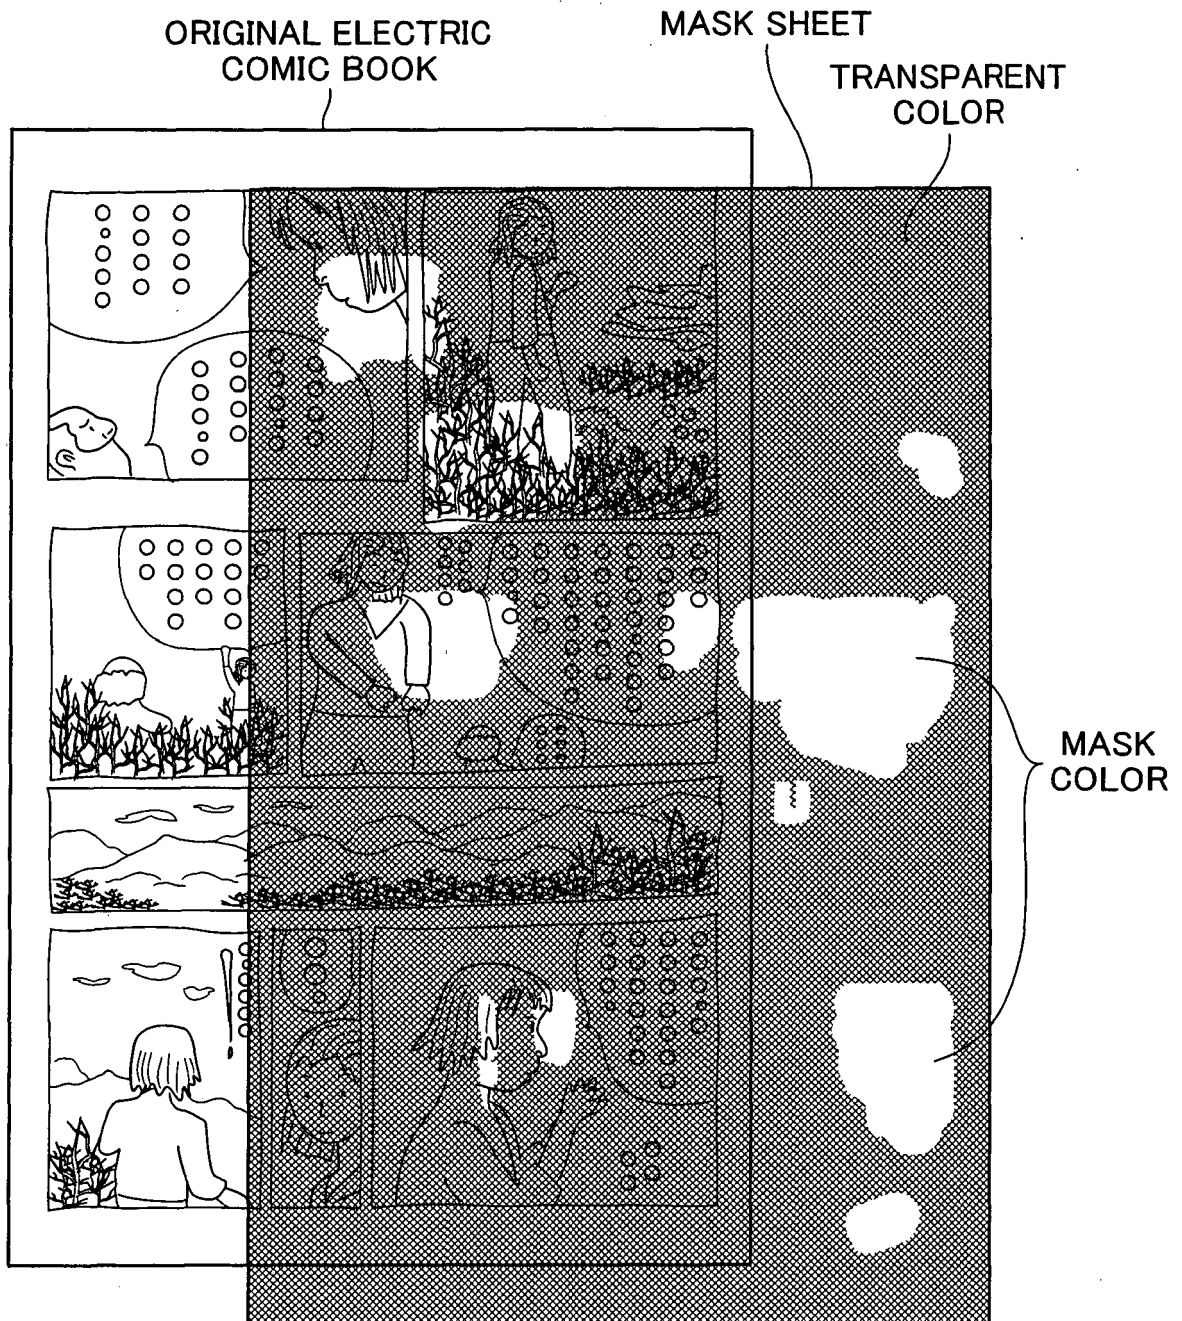 ORIGINAL ELECTRIC
COMIC BOOK
MASK SHEET
TRANSPARENT
COLOR
MASK
COLOR